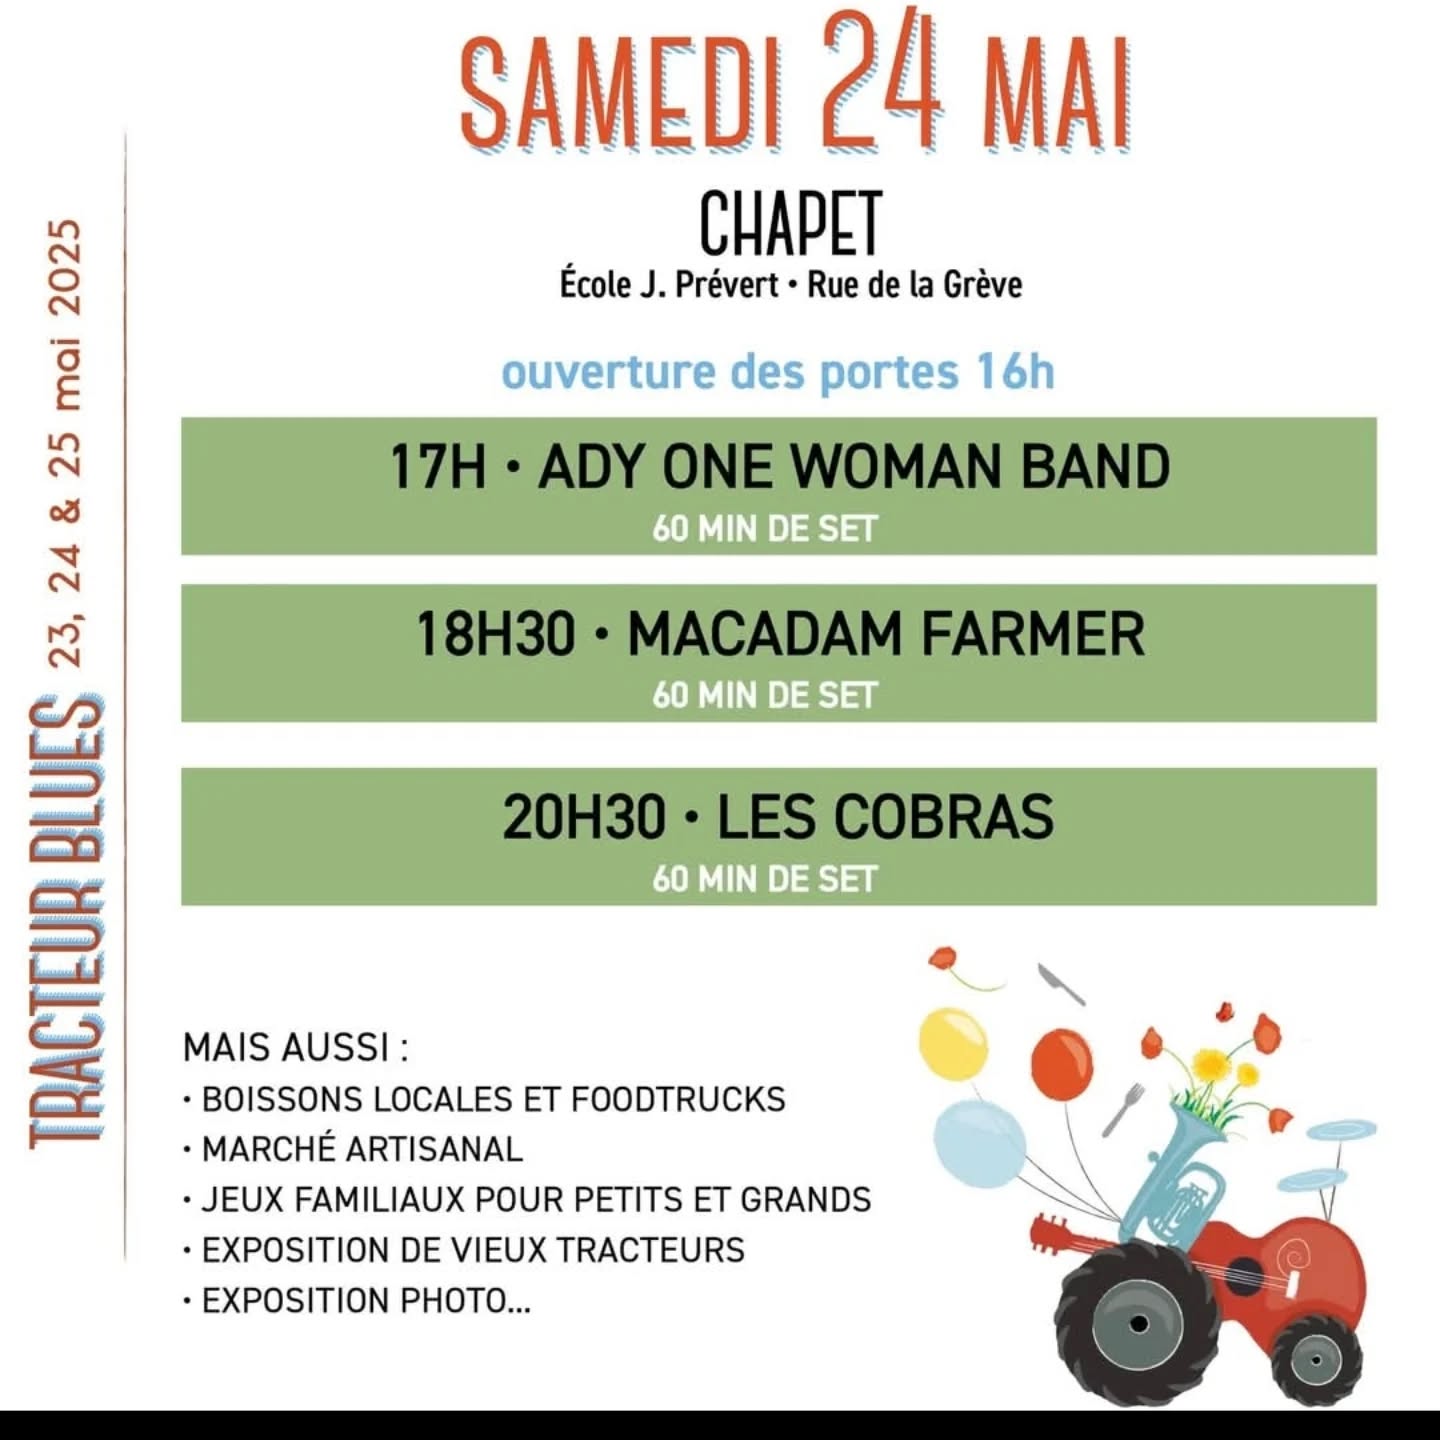 SAMEDI 24 MAI
CHAPET
École J. Prévert • Rue de la Grève
ouverture des portes 16h
17H • ADY ONE WOMAN BAND
60 MIN DE SET
18H30 • MACADAM FARMER
60 MIN DE SET
20H30 • LES COBRAS
60 MIN DE SET
MAIS AUSSI :
• BOISSONS LOCALES ET FOODTRUCKS
• MARCHÉ ARTISANAL
• JEUX FAMILIAUX POUR PETITS ET GRANDS
• EXPOSITION DE VIEUX TRACTEURS
• EXPOSITION PHOTO...
TRACTEUR BLUES 23, 24 & 25 mai 2025